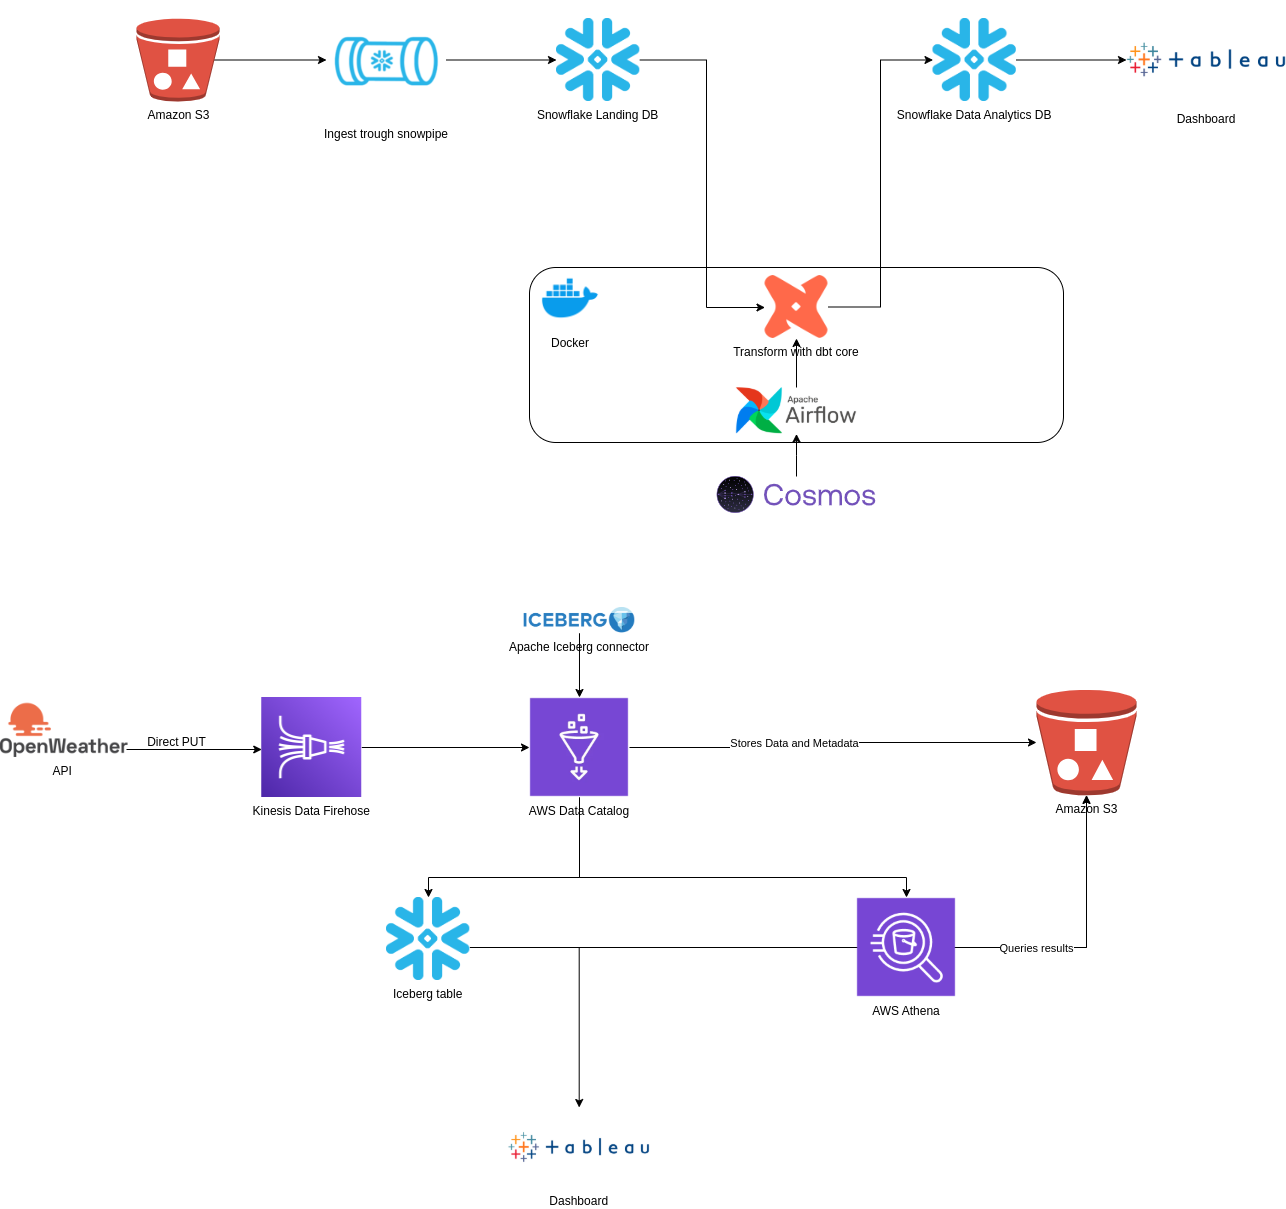 + a b l e a u
Amazon S3
Snowflake Landing DB
Snowflake Data Analytics DB
Dashboard
Ingest trough snowpipe
Docker
Transform with dbt core
Apache
Airflow
Cosmos
ICEBERG
Apache Iceberg connector
OpenWeather
Direct PUT
API
Kinesis Data Firehose
AWS Data Catalog
Stores Data and Metadata
Amazon S3
Queries results
Iceberg table
AWS Athena
+ a b l e a u
Dashboard